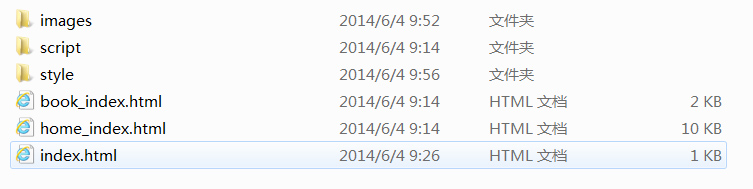 images 2014/6/4 9:52 文件夹
script 2014/6/4 9:14 文件夹
style 2014/6/4 9:56 文件夹
book_index.html 2014/6/4 9:14 HTML 文档 2 KB
home_index.html 2014/6/4 9:14 HTML 文档 10 KB
index.html 2014/6/4 9:26 HTML 文档 1 KB